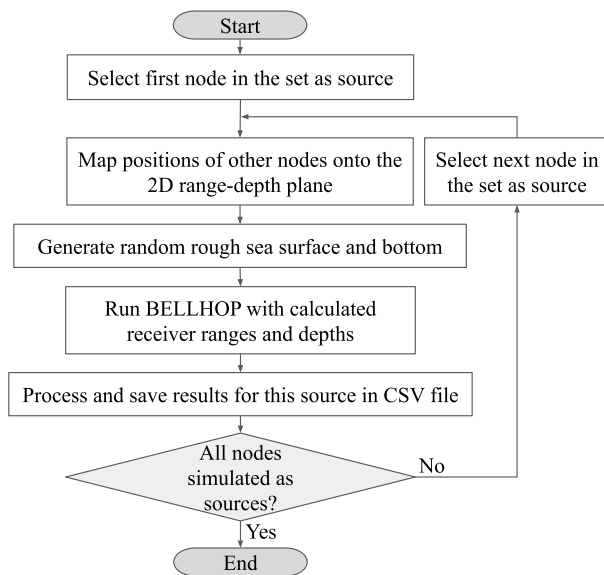 Start
Select first node in the set as source
Map positions of other nodes onto the
2D range-depth plane
Select next node in
the set as source
Generate random rough sea surface and bottom
Run BELLHOP with calculated
receiver ranges and depths
Process and save results for this source in CSV file
All nodes
simulated as
sources?
No
Yes
End